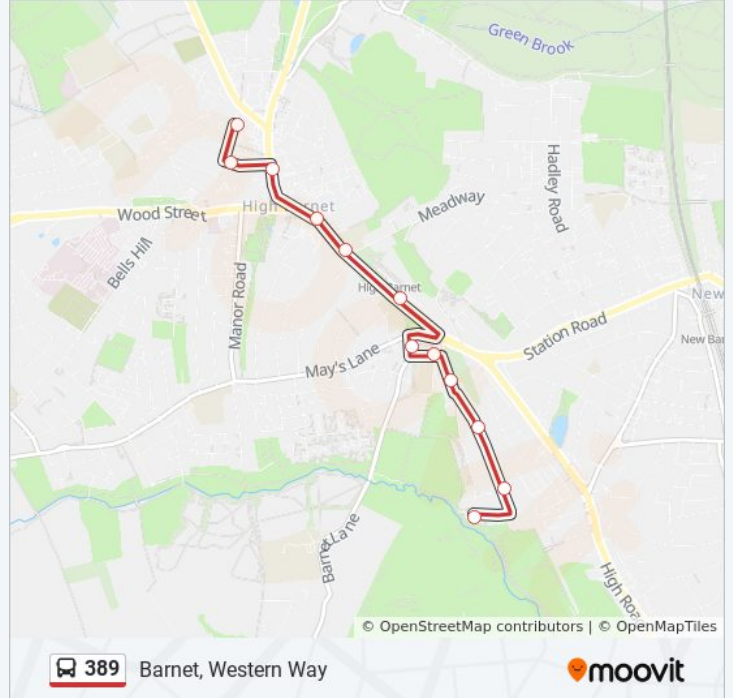 Green Brook
Hadley Road
Wood Street
High Barnet
Meadway
Bells Hill
Manor Road
High Barnet
New
Station Road
New Bar
May's Lane
Barnet Lane
High Roa
© OpenStreetMap contributors | © OpenMapTiles
389 Barnet, Western Way
moovit